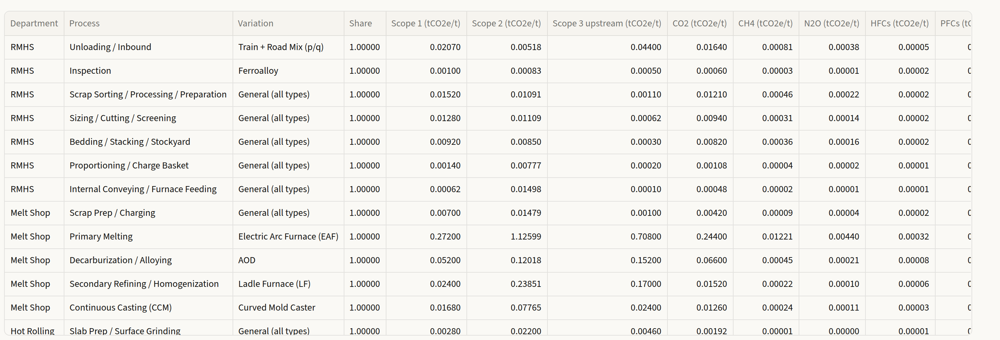 Department Process Variation Share Scope 1 (tCO2e/t) Scope 2 (tCO2e/t) Scope 3 upstream (tCO2e/t) CO2 (tCO2e/t) CH4 (tCO2e/t) N2O (tCO2e/t) HFCs (tCO2e/t) PFCs
RMHS Unloading / Inbound Train + Road Mix (p/q) 1.00000 0.02070 0.00518 0.04400 0.01640 0.00081 0.00038 0.00005
RMHS Inspection Ferroalloy 1.00000 0.00100 0.00083 0.00050 0.00060 0.00003 0.00001 0.00002
RMHS Scrap Sorting / Processing / Preparation General (all types) 1.00000 0.01520 0.01091 0.00110 0.01210 0.00046 0.00022 0.00002
RMHS Sizing / Cutting / Screening General (all types) 1.00000 0.01280 0.01109 0.00062 0.00940 0.00031 0.00014 0.00002
RMHS Bedding / Stacking / Stockyard General (all types) 1.00000 0.00920 0.00850 0.00030 0.00820 0.00036 0.00016 0.00002
RMHS Proportioning / Charge Basket General (all types) 1.00000 0.00140 0.00777 0.00020 0.00108 0.00004 0.00002 0.00001
RMHS Internal Conveying / Furnace Feeding General (all types) 1.00000 0.00062 0.01498 0.00010 0.00048 0.00002 0.00001 0.00001
Melt Shop Scrap Prep / Charging General (all types) 1.00000 0.00700 0.01479 0.00100 0.00420 0.00009 0.00004 0.00002
Melt Shop Primary Melting Electric Arc Furnace (EAF) 1.00000 0.27200 1.12599 0.70800 0.24400 0.01221 0.00440 0.00032
Melt Shop Decarburization / Alloying AOD 1.00000 0.05200 0.12018 0.15200 0.06600 0.00045 0.00021 0.00008
Melt Shop Secondary Refining / Homogenization Ladle Furnace (LF) 1.00000 0.02400 0.23851 0.17000 0.01520 0.00022 0.00010 0.00006
Melt Shop Continuous Casting (CCM) Curved Mold Caster 1.00000 0.01680 0.07765 0.02400 0.01260 0.00024 0.00011 0.00003
Hot Rolling Slab Prep / Surface Grinding General (all types) 1.00000 0.00280 0.02200 0.00460 0.00192 0.00001 0.00000 0.00001